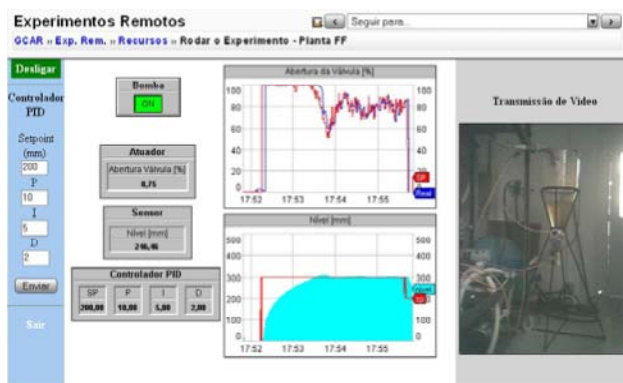 Experimentos Remotos
Seguir para...
GCAR » Exp. Rem. » Recursos » Rodar o Experimento - Planta FF
Desligar
Controlador
PID
Setpoint
(mm)
200
P
10
I
5
D
2
Enviar
Sair
Bomba
ON
Atuador
Abertura Válvula [%]
8,75
Sensor
Nível [mm]
246,46
Controlador PID
SP P I D
200,00 10,00 5,00 2,00
Abertura da Válvula [%]
100 100
80 80
60 60
40 40
20 20
0 0
SP
Real
17:52 17:53 17:54 17:55
Nível [mm]
500 500
400 400
300 300
200
100 100
0 0
Nível
17:52 17:53 17:54 17:55
Transmissão de Video